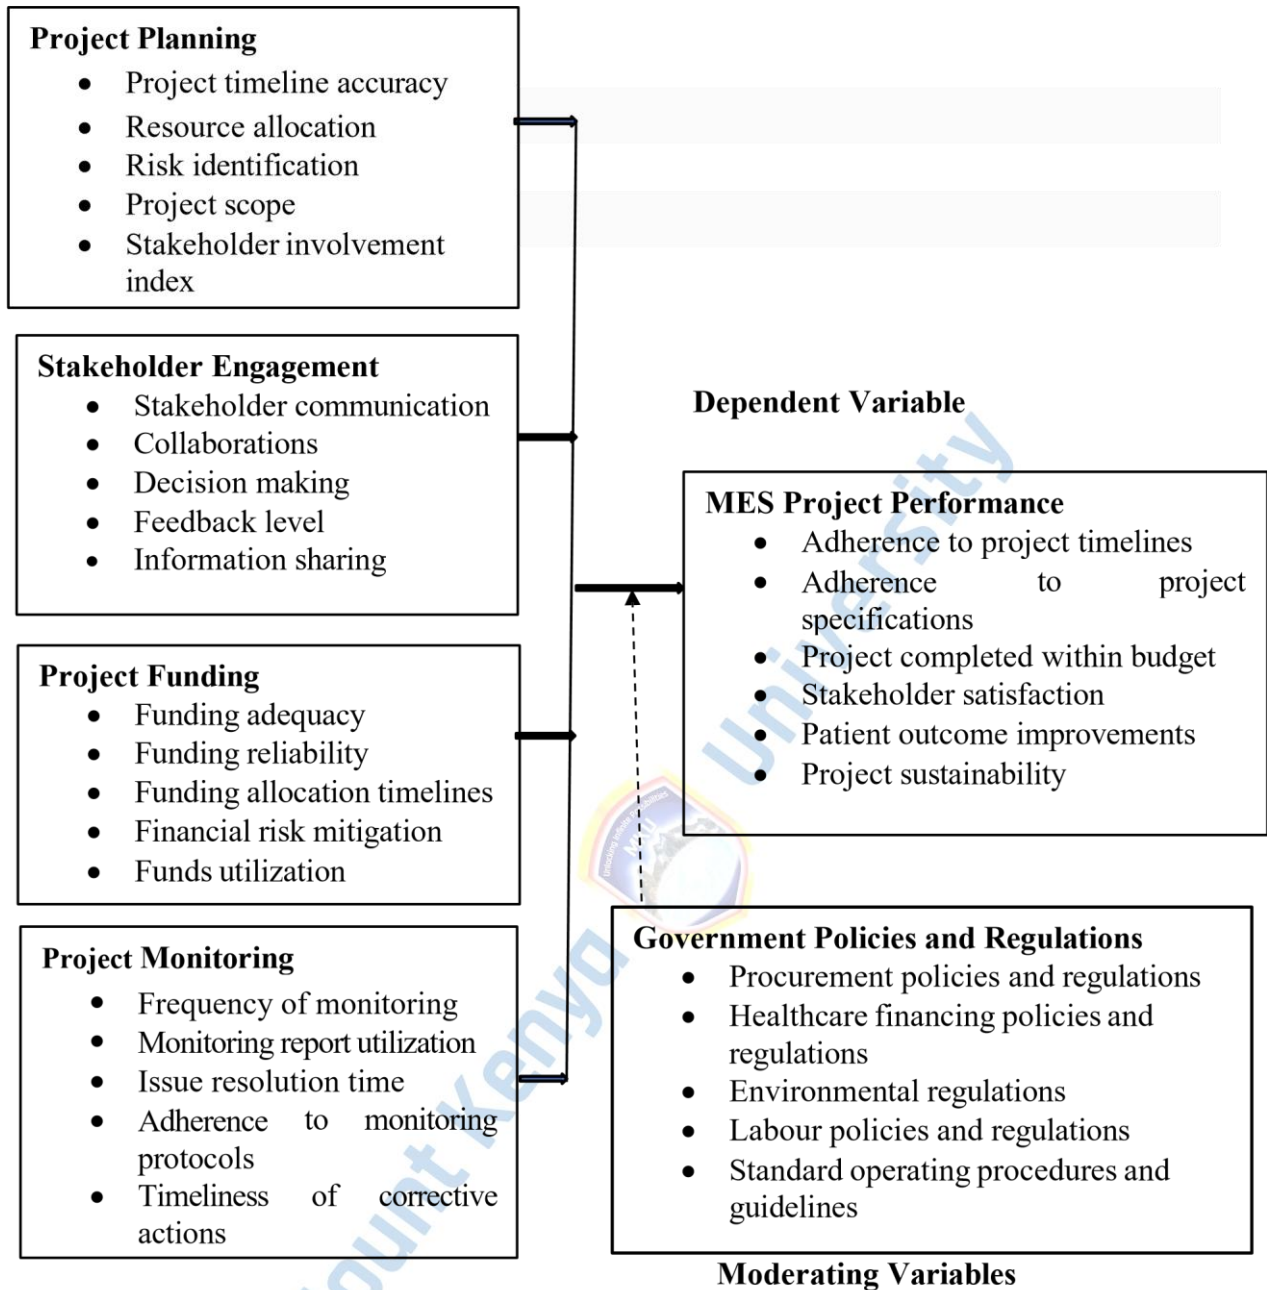 Project Planning
• Project timeline accuracy
• Resource allocation
• Risk identification
• Project scope
• Stakeholder involvement
index
Stakeholder Engagement
• Stakeholder communication
• Collaborations
• Decision making
• Feedback level
• Information sharing
Project Funding
• Funding adequacy
• Funding reliability
• Funding allocation timelines
• Financial risk mitigation
• Funds utilization
Project Monitoring
• Frequency of monitoring
• Monitoring report utilization
• Issue resolution time
• Adherence to monitoring
protocols
• Timeliness of corrective
actions
Dependent Variable
MES Project Performance
• Adherence to project timelines
• Adherence to project
specifications
• Project completed within budget
• Stakeholder satisfaction
• Patient outcome improvements
• Project sustainability
Government Policies and Regulations
• Procurement policies and regulations
• Healthcare financing policies and
regulations
• Environmental regulations
• Labour policies and regulations
• Standard operating procedures and
guidelines
Moderating Variables
ount Kenya University
MKU
Unlocking Infinite Possibilities